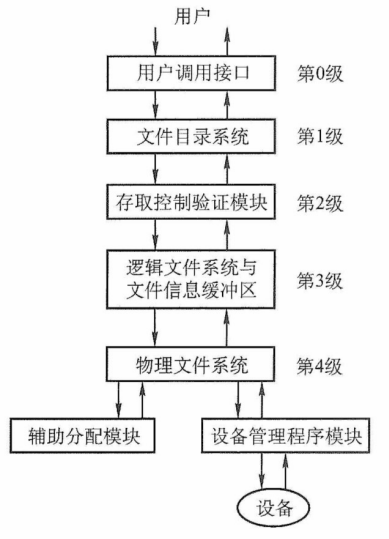 用户
用户调用接口 第0级
文件目录系统 第1级
存取控制验证模块 第2级
逻辑文件系统与
文件信息缓冲区 第3级
物理文件系统 第4级
辅助分配模块 设备管理程序模块
设备